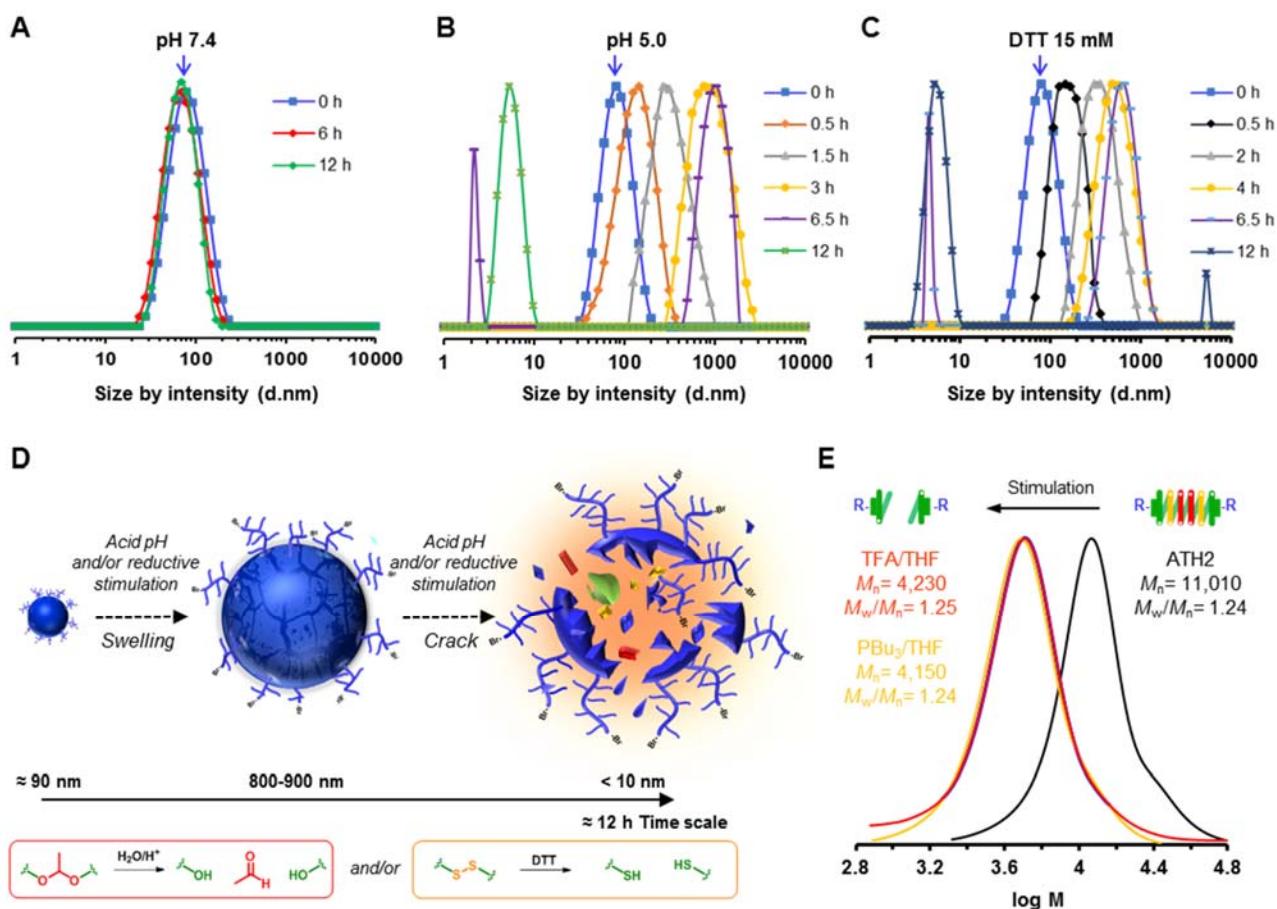 A
pH 7.4
0 h
6 h
12 h
1 10 100 1000 10000
Size by intensity (d.nm)
B
pH 5.0
0 h
0.5 h
1.5 h
3 h
6.5 h
12 h
1 10 100 1000 10000
Size by intensity (d.nm)
C
DTT 15 mM
0 h
0.5 h
2 h
4 h
6.5 h
12 h
1 10 100 1000 10000
Size by intensity (d.nm)
D
Acid pH
and/or reductive
stimulation
Swelling
Acid pH
and/or reductive
stimulation
Crack
≈ 90 nm
800-900 nm
< 10 nm
≈ 12 h Time scale
O O
H₂O/H⁺
OH
O
H
HO
and/or
S S
DTT
SH
HS
E
R- -R
Stimulation
R- -R
TFA/THF
Mn = 4,230
Mw/Mn = 1.25
PBu₃/THF
Mn = 4,150
Mw/Mn = 1.24
ATH2
Mn = 11,010
Mw/Mn = 1.24
2.8 3.2 3.6 4 4.4 4.8
log M